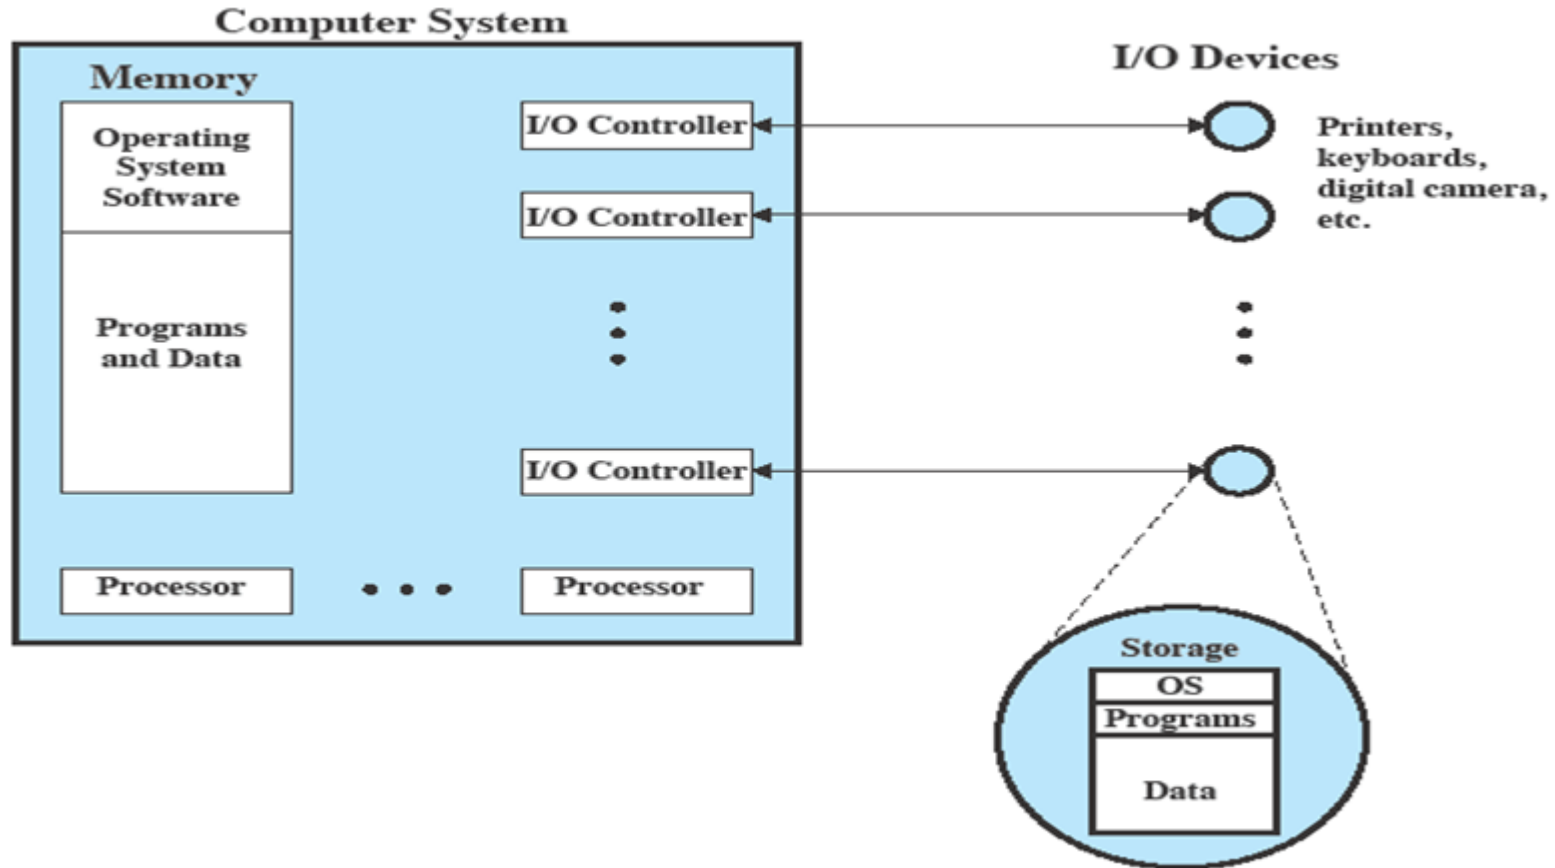 Computer System
Memory
Operating
System
Software
Programs
and Data
I/O Controller
I/O Controller
I/O Controller
Processor
Processor
I/O Devices
Printers,
keyboards,
digital camera,
etc.
Storage
OS
Programs
Data